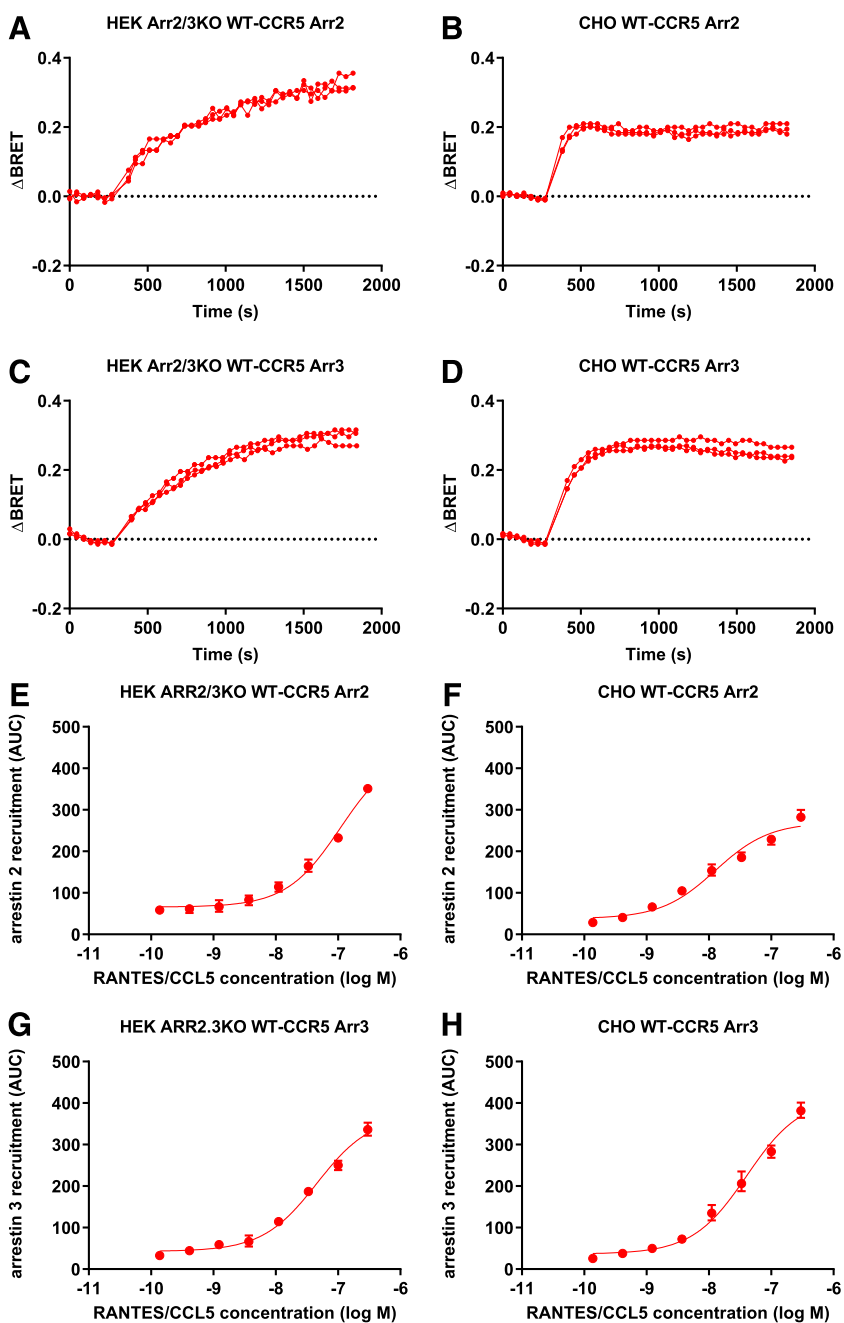 A
HEK Arr2/3KO WT-CCR5 Arr2
0.4
0.2
0.0
-0.2
ΔBRET
0 500 1000 1500 2000
Time (s)
B
CHO WT-CCR5 Arr2
0.4
0.2
0.0
-0.2
ΔBRET
0 500 1000 1500 2000
Time (s)
C
HEK Arr2/3KO WT-CCR5 Arr3
0.4
0.2
0.0
-0.2
ΔBRET
0 500 1000 1500 2000
Time (s)
D
CHO WT-CCR5 Arr3
0.4
0.2
0.0
-0.2
ΔBRET
0 500 1000 1500 2000
Time (s)
E
HEK ARR2/3KO WT-CCR5 Arr2
500
400
300
200
100
0
arrestin 2 recruitment (AUC)
-11 -10 -9 -8 -7 -6
RANTES/CCL5 concentration (log M)
F
CHO WT-CCR5 Arr2
500
400
300
200
100
0
arrestin 2 recruitment (AUC)
-11 -10 -9 -8 -7 -6
RANTES/CCL5 concentration (log M)
G
HEK ARR2.3KO WT-CCR5 Arr3
500
400
300
200
100
0
arrestin 3 recruitment (AUC)
-11 -10 -9 -8 -7 -6
RANTES/CCL5 concentration (log M)
H
CHO WT-CCR5 Arr3
500
400
300
200
100
0
arrestin 3 recruitment (AUC)
-11 -10 -9 -8 -7 -6
RANTES/CCL5 concentration (log M)